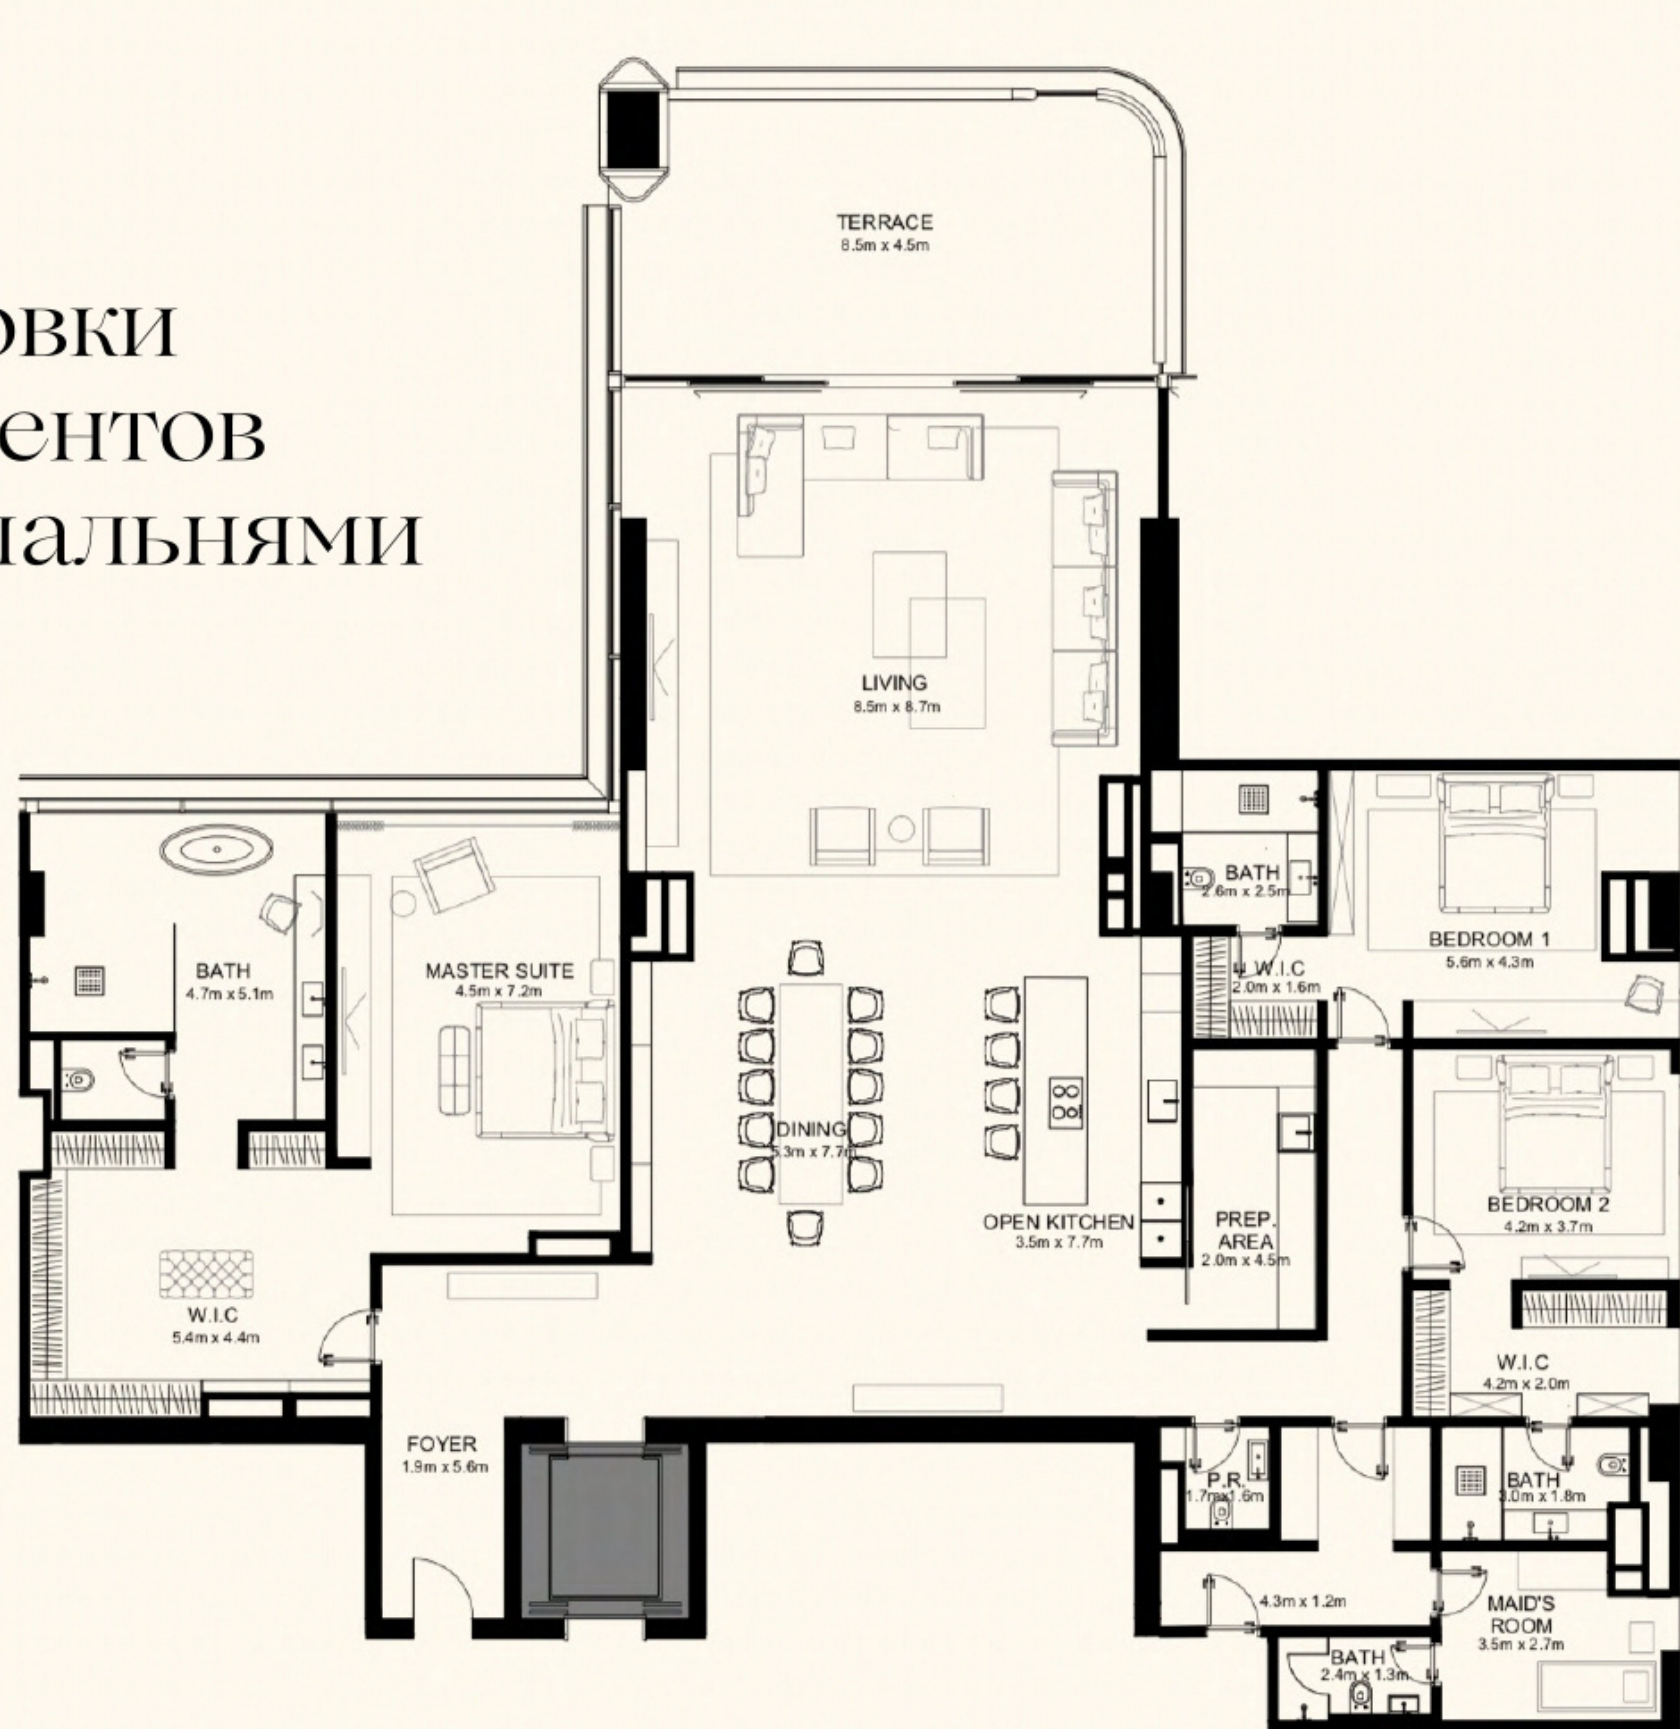 TERRACE
8.5m x 4.5m
овки
ентов
альнями
LIVING
8.5m x 8.7m
BATH
2.6m x 2.5m
BEDROOM 1
5.6m x 4.3m
W.I.C
2.0m x 1.6m
BATH
4.7m x 5.1m
MASTER SUITE
4.5m x 7.2m
DINING
5.3m x 7.7m
OPEN KITCHEN
3.5m x 7.7m
PREP.
AREA
2.0m x 4.5m
BEDROOM 2
4.2m x 3.7m
W.I.C
5.4m x 4.4m
W.I.C
4.2m x 2.0m
FOYER
1.9m x 5.6m
P.R.
1.7mx1.6m
BATH
3.0m x 1.8m
4.3m x 1.2m
MAID'S
ROOM
3.5m x 2.7m
BATH
2.4m x 1.3m